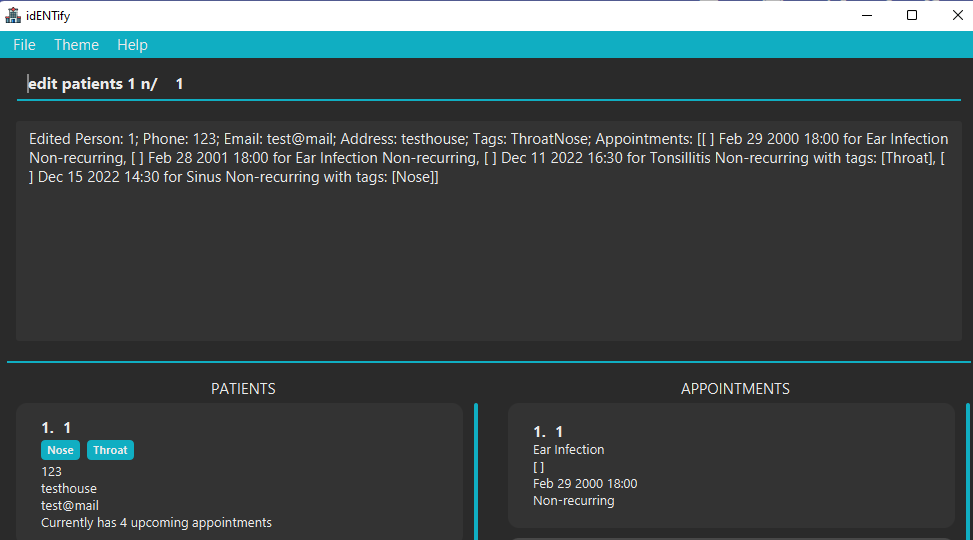 idENTify
File Theme Help
edit patients 1 n/    1
Edited Person: 1; Phone: 123; Email: test@mail; Address: testhouse; Tags: ThroatNose; Appointments: [[ ] Feb 29 2000 18:00 for Ear Infection
Non-recurring, [ ] Feb 28 2001 18:00 for Ear Infection Non-recurring, [ ] Dec 11 2022 16:30 for Tonsillitis Non-recurring with tags: [Throat], [
] Dec 15 2022 14:30 for Sinus Non-recurring with tags: [Nose]]
PATIENTS
1. 1
Nose Throat
123
testhouse
test@mail
Currently has 4 upcoming appointments
APPOINTMENTS
1. 1
Ear Infection
[ ]
Feb 29 2000 18:00
Non-recurring